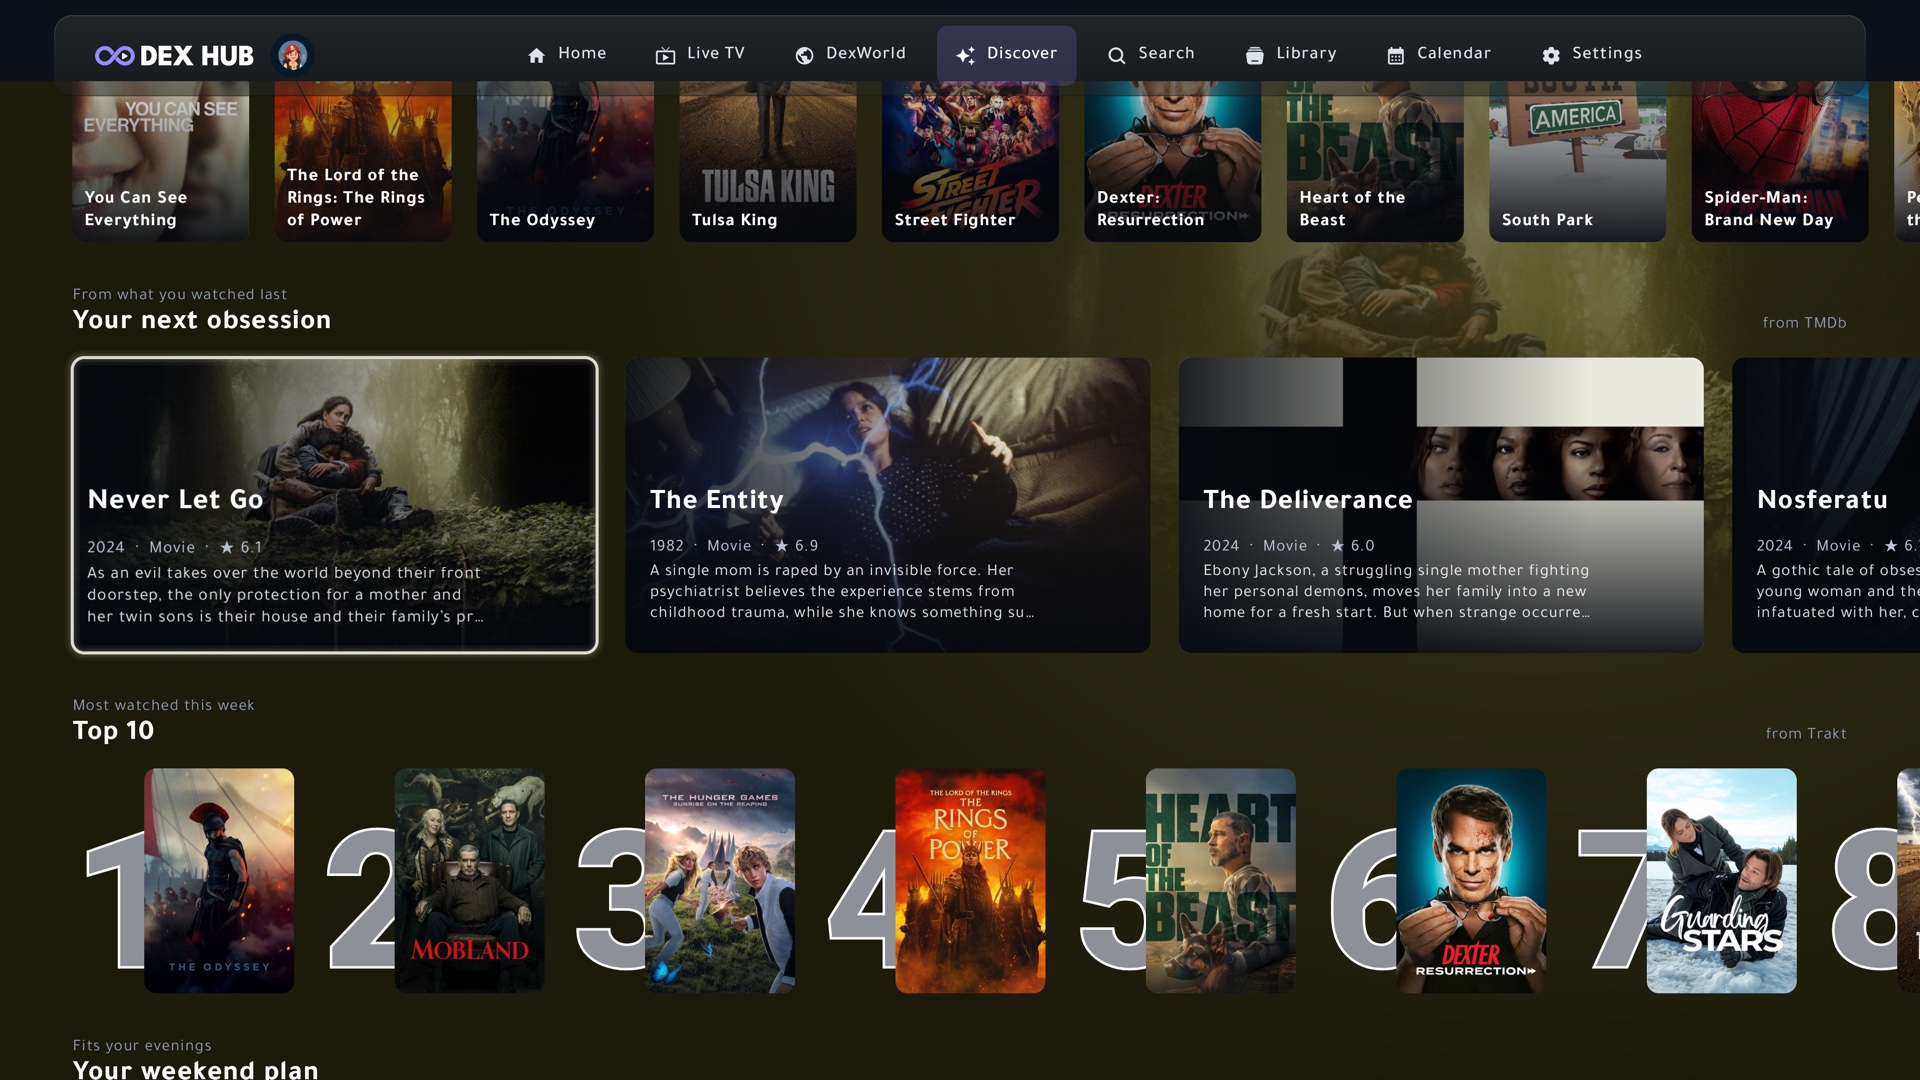 DEX HUB
Home
Live TV
DexWorld
Discover
Search
Library
Calendar
Settings
YOU CAN SEE
EVERYTHING
You Can See
Everything
The Lord of the
Rings: The Rings
of Power
THE ODYSSEY
The Odyssey
TULSA KING
Tulsa King
STREET
FIGHTER
Street Fighter
DEXTER
RESURRECTION
Dexter:
Resurrection
OF
THE
BEAST
Heart of the
Beast
SOUTH
AMERICA
South Park
Spider-Man:
Brand New Day
From what you watched last
Your next obsession
from TMDb
Never Let Go
2024 · Movie · ★ 6.1
As an evil takes over the world beyond their front
doorstep, the only protection for a mother and
her twin sons is their house and their family’s pr…
The Entity
1982 · Movie · ★ 6.9
A single mom is raped by an invisible force. Her
psychiatrist believes the experience stems from
childhood trauma, while she knows something su…
The Deliverance
2024 · Movie · ★ 6.0
Ebony Jackson, a struggling single mother fighting
her personal demons, moves her family into a new
home for a fresh start. But when strange occurre…
Nosferatu
2024 · Movie · ★ 6.
A gothic tale of obses
young woman and the
infatuated with her, c
Most watched this week
Top 10
from Trakt
1
THE ODYSSEY
2
MOBLAND
3
THE HUNGER GAMES
SUNRISE ON THE REAPING
4
THE LORD OF THE RINGS
THE
RINGS
OF
POWER
5
HEART
OF
THE
BEAST
6
DEXTER
RESURRECTION
7
Guarding
STARS
8
Fits your evenings
Your weekend plan